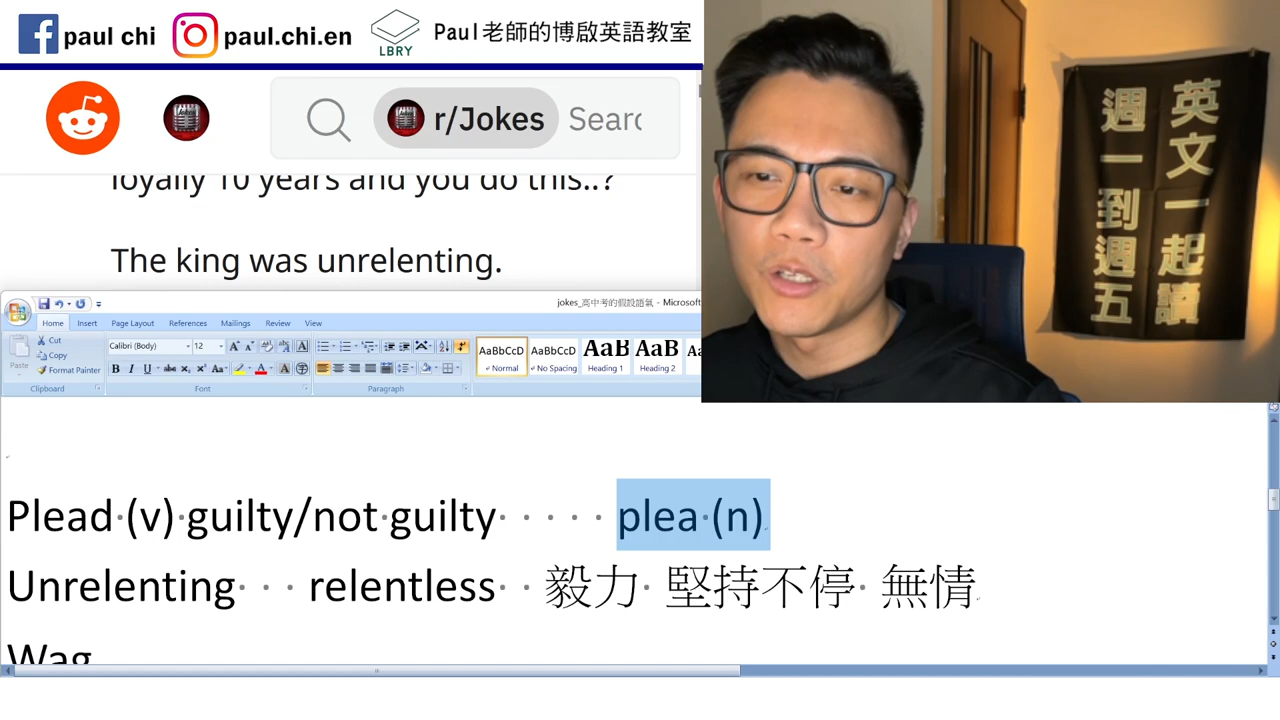 paul chi paul.chi.en LBRY Paul老師的博啟英語教室
r/Jokes Searc
loyally 10 years and you do this..?
The king was unrelenting.
jokes_高中考的假設語氣 - Microsoft
Home Insert Page Layout References Mailings Review View
Cut
Copy
Format Painter
Paste
Calibri (Body) 12
AaBbCcD AaBbCcD AaBb AaB Aa
Normal No Spacing Heading 1 Heading 2
Clipboard Font Paragraph
Plead (v) guilty/not guilty plea (n)
Unrelenting relentless 毅力 堅持不停 無情
Wag
英文一起讀
週一到週五